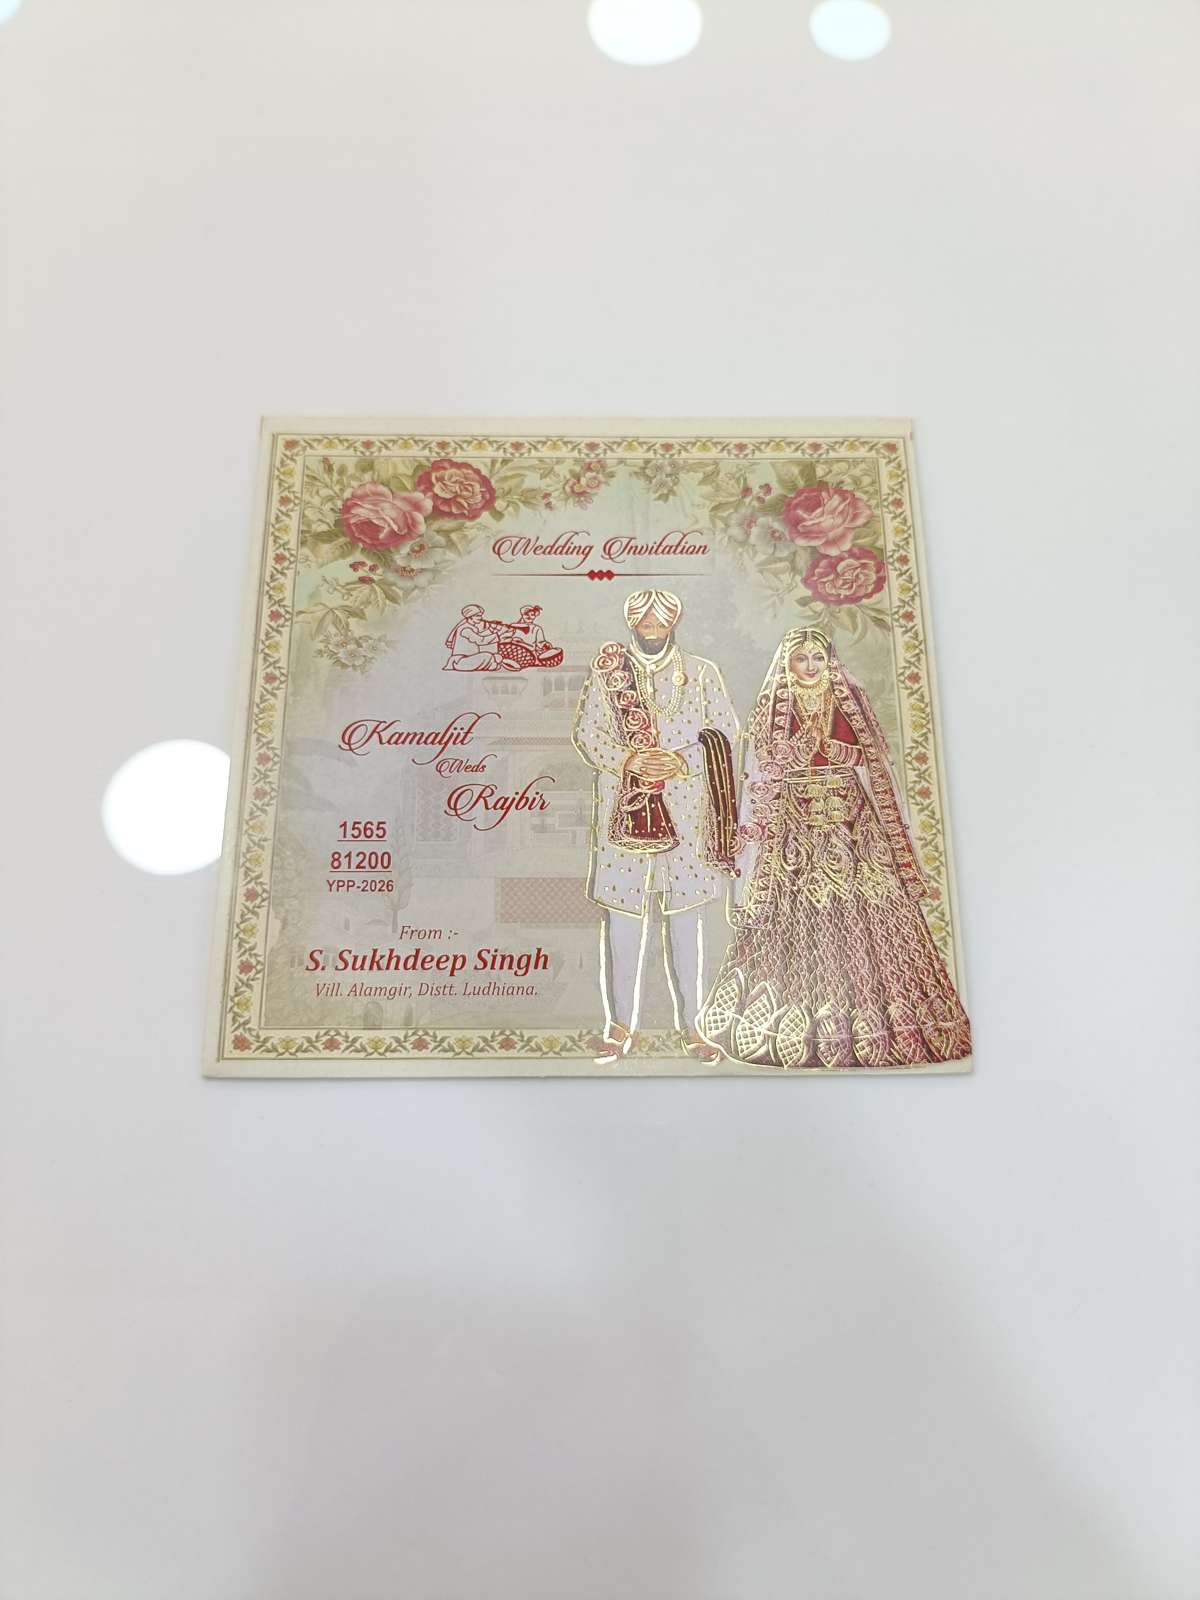 Wedding Invitation
Kamaljit
Weds
Rajbir
1565
81200
YPP-2026
From :-
S. Sukhdeep Singh
Vill. Alamgir, Distt. Ludhiana.